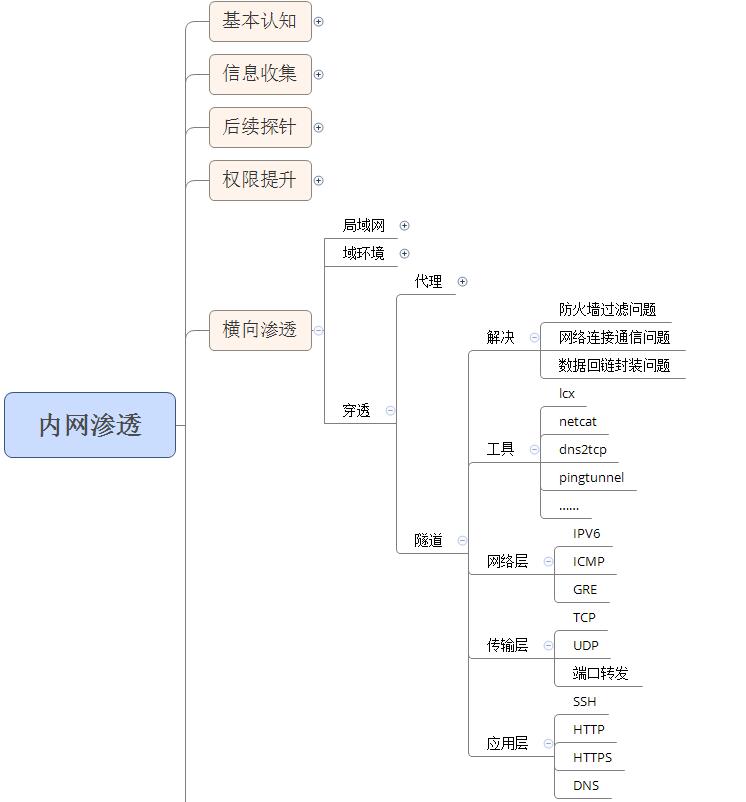 基本认知
信息收集
后续探针
权限提升
局域网
域环境
代理
防火墙过滤问题
解决
网络连接通信问题
横向渗透
数据回链封装问题
lcx
穿透
netcat
内网渗透
工具
dns2tcp
pingtunnel
......
IPV6
隧道
网络层
ICMP
GRE
TCP
传输层
UDP
端口转发
SSH
HTTP
应用层
HTTPS
DNS